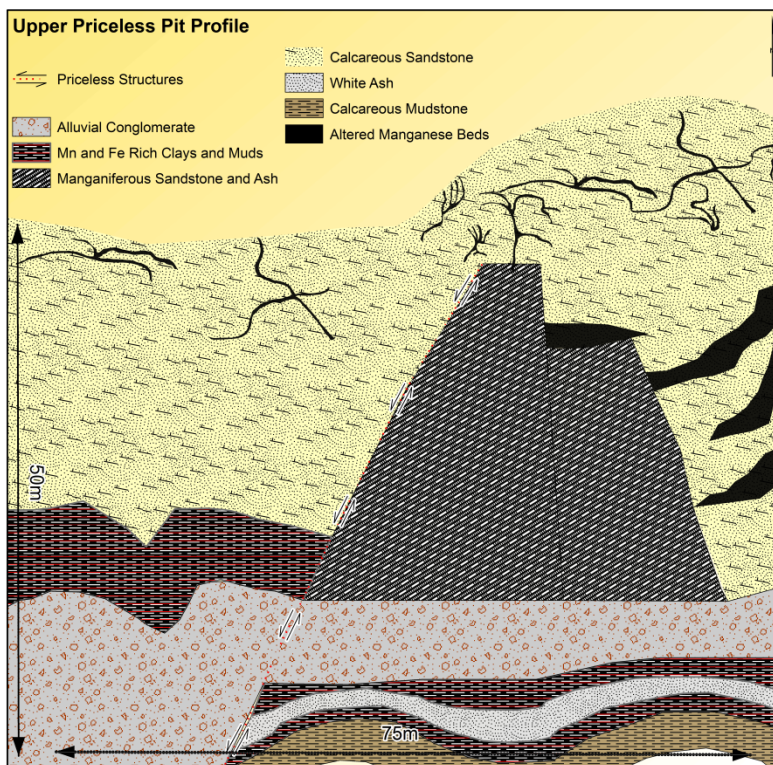 Upper Priceless Pit Profile
Priceless Structures
Alluvial Conglomerate
Mn and Fe Rich Clays and Muds
Manganiferous Sandstone and Ash
Calcareous Sandstone
White Ash
Calcareous Mudstone
Altered Manganese Beds
50m
75m